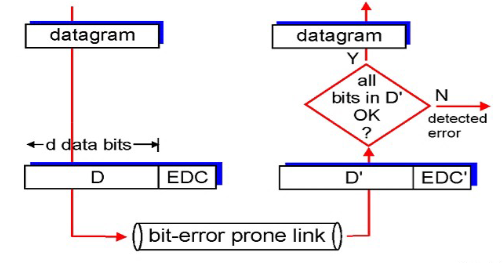 datagram
datagram
Y
all
bits in D'
OK
?
N
detected
error
d data bits
D
EDC
D'
EDC'
bit-error prone link